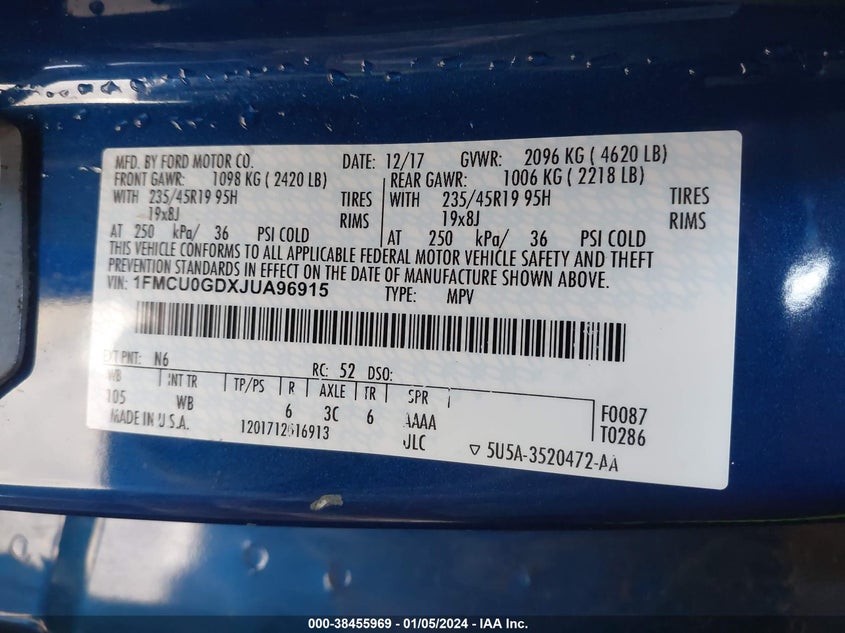 MFD. BY FORD MOTOR CO. DATE: 12/17 GVWR: 2096 KG ( 4620 LB)
FRONT GAWR: 1098 KG ( 2420 LB) REAR GAWR: 1006 KG ( 2218 LB)
WITH 235/45R19 95H TIRES WITH 235/45R19 95H TIRES
19x8J RIMS 19x8J RIMS
AT 250 kPa/ 36 PSI COLD AT 250 kPa/ 36 PSI COLD
THIS VEHICLE CONFORMS TO ALL APPLICABLE FEDERAL MOTOR VEHICLE SAFETY AND THEFT
PREVENTION STANDARDS IN EFFECT ON THE DATE OF MANUFACTURE SHOWN ABOVE.
VIN: 1FMCU0GDXJUA96915 TYPE: MPV
EXT PNT: N6 RC: 52 DSO:
WB INT TR TP/PS R AXLE TR SPR
105 WB 6 3C 6 AAAA F0087
MADE IN U.S.A. 1201712616913 JLC ▽ 5U5A-3520472-AA T0286
000-38455969 - 01/05/2024 - IAA Inc.